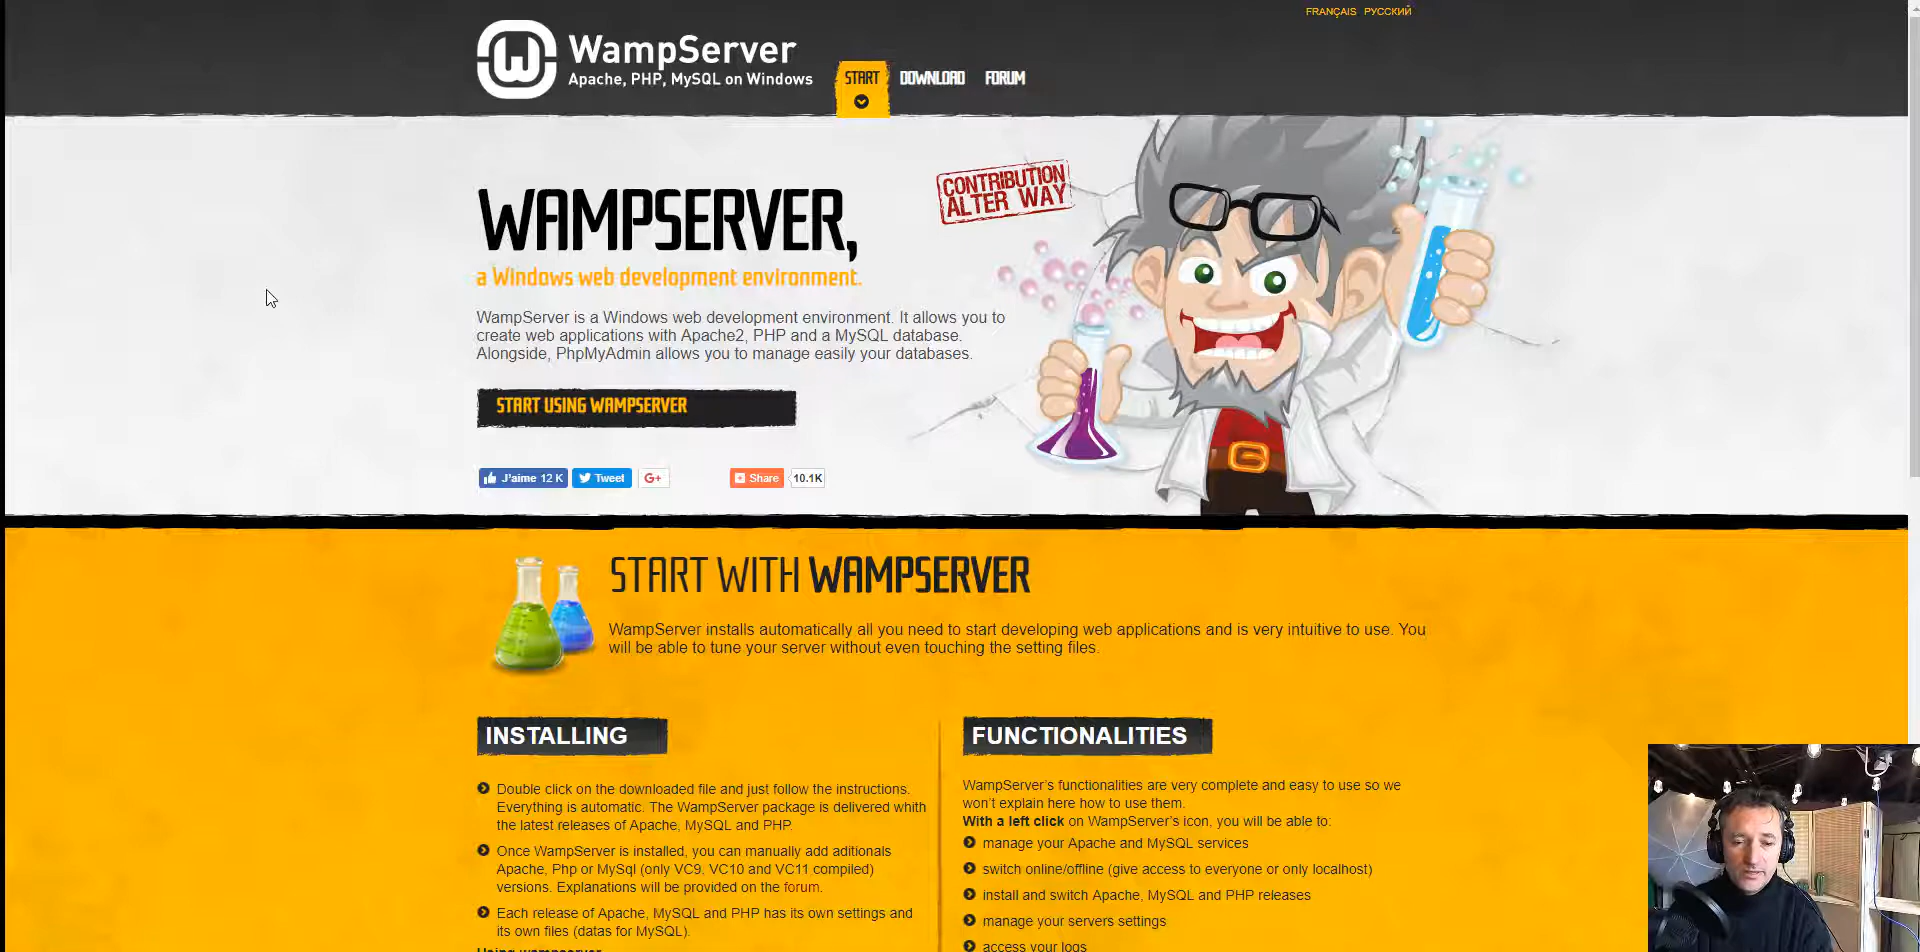 FRANÇAIS РУССКИЙ
WampServer
Apache, PHP, MySQL on Windows
START
DOWNLOAD
FORUM
CONTRIBUTION
ALTER WAY
WAMPSERVER,
a Windows web development environment.
WampServer is a Windows web development environment. It allows you to
create web applications with Apache2, PHP and a MySQL database.
Alongside, PhpMyAdmin allows you to manage easily your databases.
START USING WAMPSERVER
J'aime 12 K
Tweet
G+
Share
10.1K
START WITH WAMPSERVER
WampServer installs automatically all you need to start developing web applications and is very intuitive to use. You
will be able to tune your server without even touching the setting files.
INSTALLING
Double click on the downloaded file and just follow the instructions.
Everything is automatic. The WampServer package is delivered whith
the latest releases of Apache, MySQL and PHP.
Once WampServer is installed, you can manually add aditionals
Apache, Php or MySql (only VC9, VC10 and VC11 compiled)
versions. Explanations will be provided on the forum.
Each release of Apache, MySQL and PHP has its own settings and
its own files (datas for MySQL).
Using wampserver
FUNCTIONALITIES
WampServer's functionalities are very complete and easy to use so we
won't explain here how to use them.
With a left click on WampServer's icon, you will be able to:
manage your Apache and MySQL services
switch online/offline (give access to everyone or only localhost)
install and switch Apache, MySQL and PHP releases
manage your servers settings
access your logs